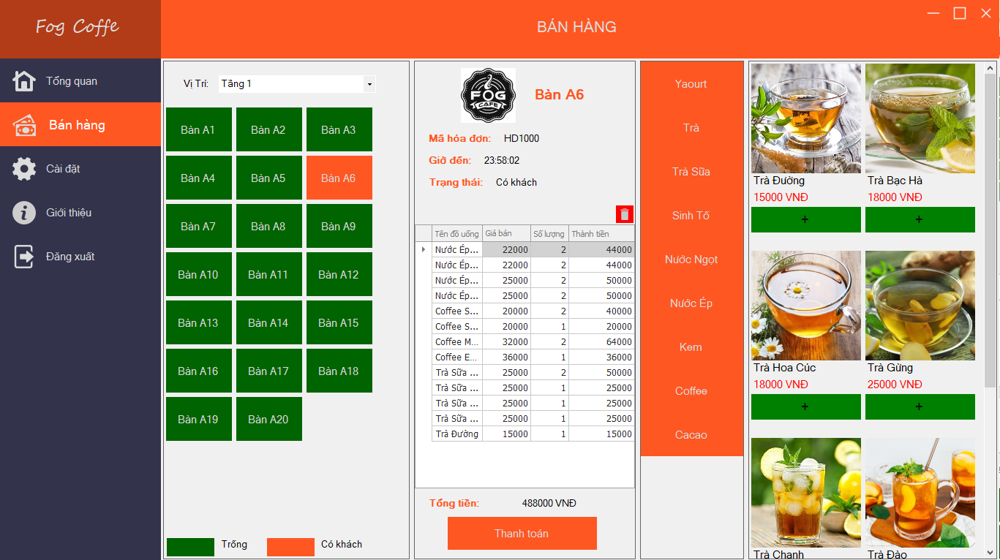 Fog Coffe
BÁN HÀNG
Tổng quan
Bán hàng
Cài đặt
Giới thiệu
Đăng xuất
Vị Trí: Tầng 1
Bàn A1 Bàn A2 Bàn A3
Bàn A4 Bàn A5 Bàn A6
Bàn A7 Bàn A8 Bàn A9
Bàn A10 Bàn A11 Bàn A12
Bàn A13 Bàn A14 Bàn A15
Bàn A16 Bàn A17 Bàn A18
Bàn A19 Bàn A20
Trống Có khách
FOG
CAFE
Bàn A6
Mã hóa đơn: HD1000
Giờ đến: 23:58:02
Trạng thái: Có khách
Tên đồ uống Giá bán Số lượng Thành tiền
Nước Ép... 22000 2 44000
Nước Ép... 22000 2 44000
Nước Ép... 25000 2 50000
Nước Ép... 25000 2 50000
Coffee S... 20000 2 40000
Coffee S... 20000 1 20000
Coffee M... 32000 2 64000
Coffee E... 36000 1 36000
Trà Sữa ... 25000 2 50000
Trà Sữa ... 25000 1 25000
Trà Sữa ... 25000 1 25000
Trà Sữa ... 25000 1 25000
Trà Đường 15000 1 15000
Tổng tiền: 488000 VNĐ
Thanh toán
Yaourt
Trà
Trà Sữa
Sinh Tố
Nước Ngọt
Nước Ép
Kem
Coffee
Cacao
Trà Đường Trà Bạc Hà
15000 VNĐ 18000 VNĐ
+ +
Trà Hoa Cúc Trà Gừng
18000 VNĐ 25000 VNĐ
+ +
Trà Chanh Trà Đào